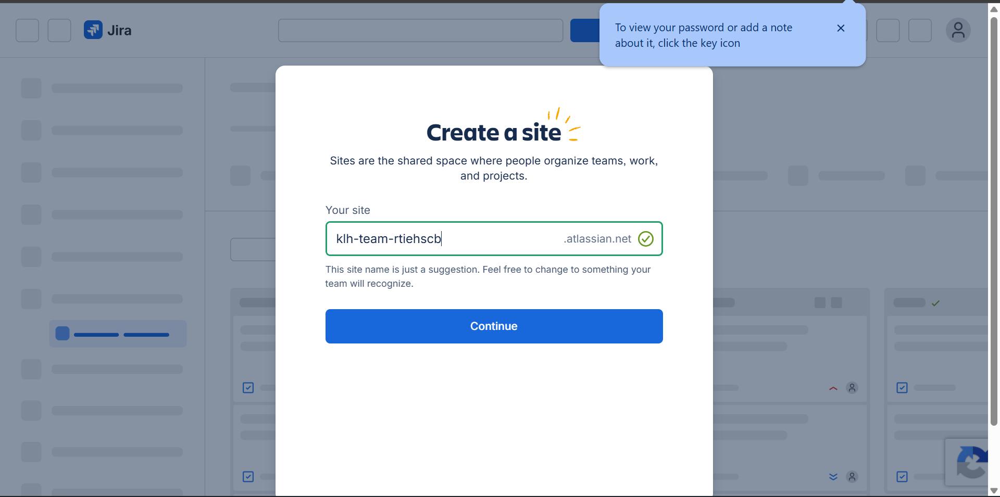 Jira
To view your password or add a note
about it, click the key icon
Create a site
Sites are the shared space where people organize teams, work,
and projects.
Your site
klh-team-rtiehscb
.atlassian.net
This site name is just a suggestion. Feel free to change to something your
team will recognize.
Continue